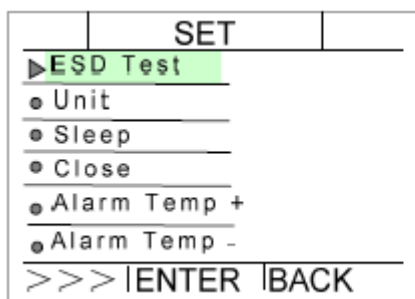 SET
ESD Test
Unit
Sleep
Close
Alarm Temp +
Alarm Temp -
>>> ENTER BACK